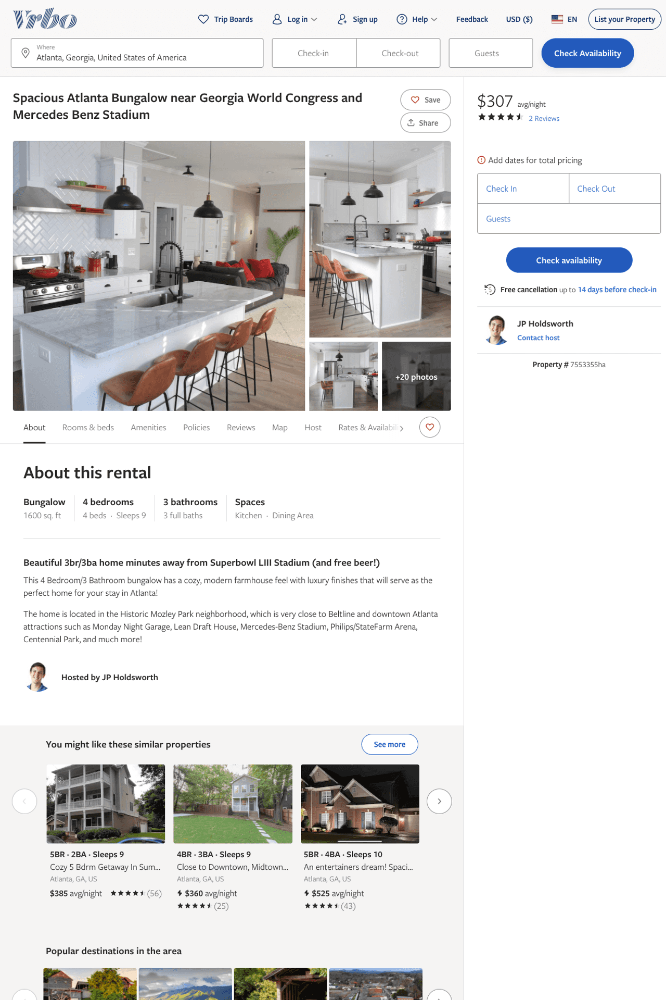 Vrbo
Trip Boards
Log in
Sign up
Help
Feedback
USD ($)
EN
List your Property
Where
Atlanta, Georgia, United States of America
Check-in
Check-out
Guests
Check Availability
Spacious Atlanta Bungalow near Georgia World Congress and
Mercedes Benz Stadium
Save
Share
+20 photos
$307 avg/night
2 Reviews
Add dates for total pricing
Check In
Check Out
Guests
Check availability
Free cancellation up to 14 days before check-in
JP Holdsworth
Contact host
Property # 7553355ha
About
Rooms & beds
Amenities
Policies
Reviews
Map
Host
Rates & Availabili
About this rental
Bungalow
1600 sq. ft
4 bedrooms
4 beds · Sleeps 9
3 bathrooms
3 full baths
Spaces
Kitchen · Dining Area
Beautiful 3br/3ba home minutes away from Superbowl LIII Stadium (and free beer!)
This 4 Bedroom/3 Bathroom bungalow has a cozy, modern farmhouse feel with luxury finishes that will serve as the
perfect home for your stay in Atlanta!
The home is located in the Historic Mozley Park neighborhood, which is very close to Beltline and downtown Atlanta
attractions such as Monday Night Garage, Lean Draft House, Mercedes-Benz Stadium, Philips/StateFarm Arena,
Centennial Park, and much more!
Hosted by JP Holdsworth
You might like these similar properties
See more
5BR · 2BA · Sleeps 9
Cozy 5 Bdrm Getaway In Sum...
Atlanta, GA, US
$385 avg/night
(56)
4BR · 3BA · Sleeps 9
Close to Downtown, Midtown...
Atlanta, GA, US
$360 avg/night
(25)
5BR · 4BA · Sleeps 10
An entertainers dream! Spaci...
Atlanta, GA, US
$525 avg/night
(43)
Popular destinations in the area